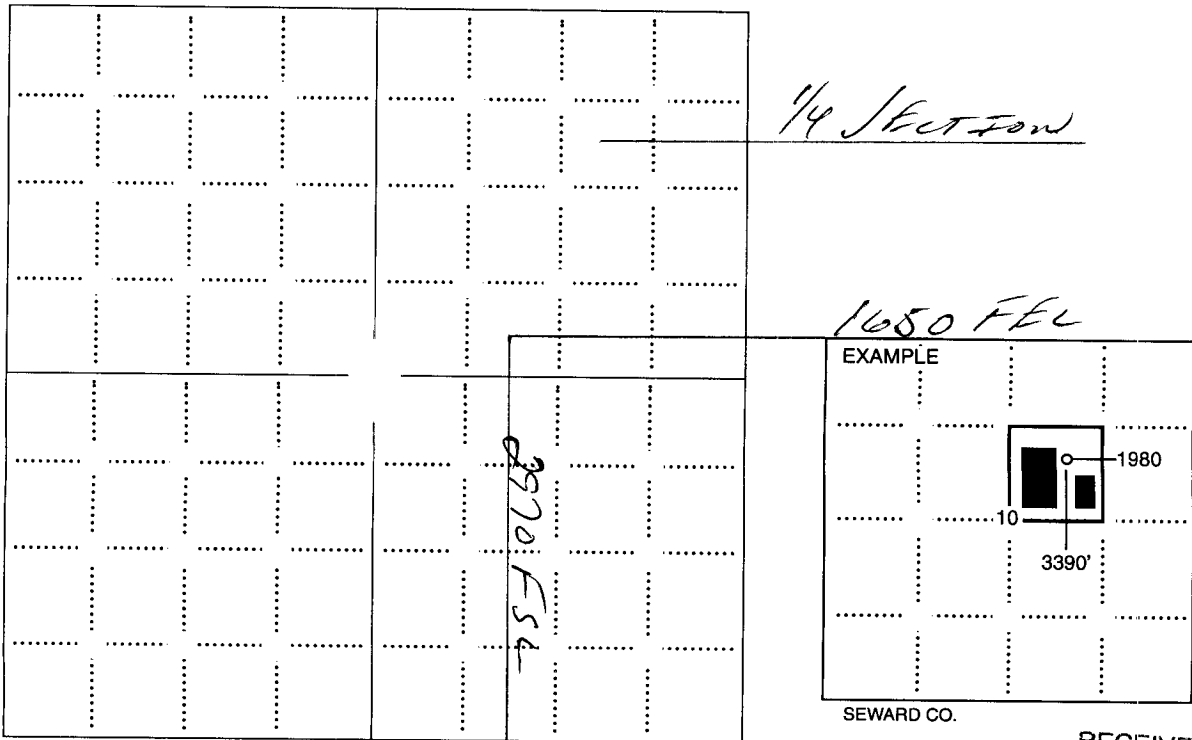 1/4 SECTION
1650 FEL
EXAMPLE
1980
10
3390'
2970 FSL
SEWARD CO.